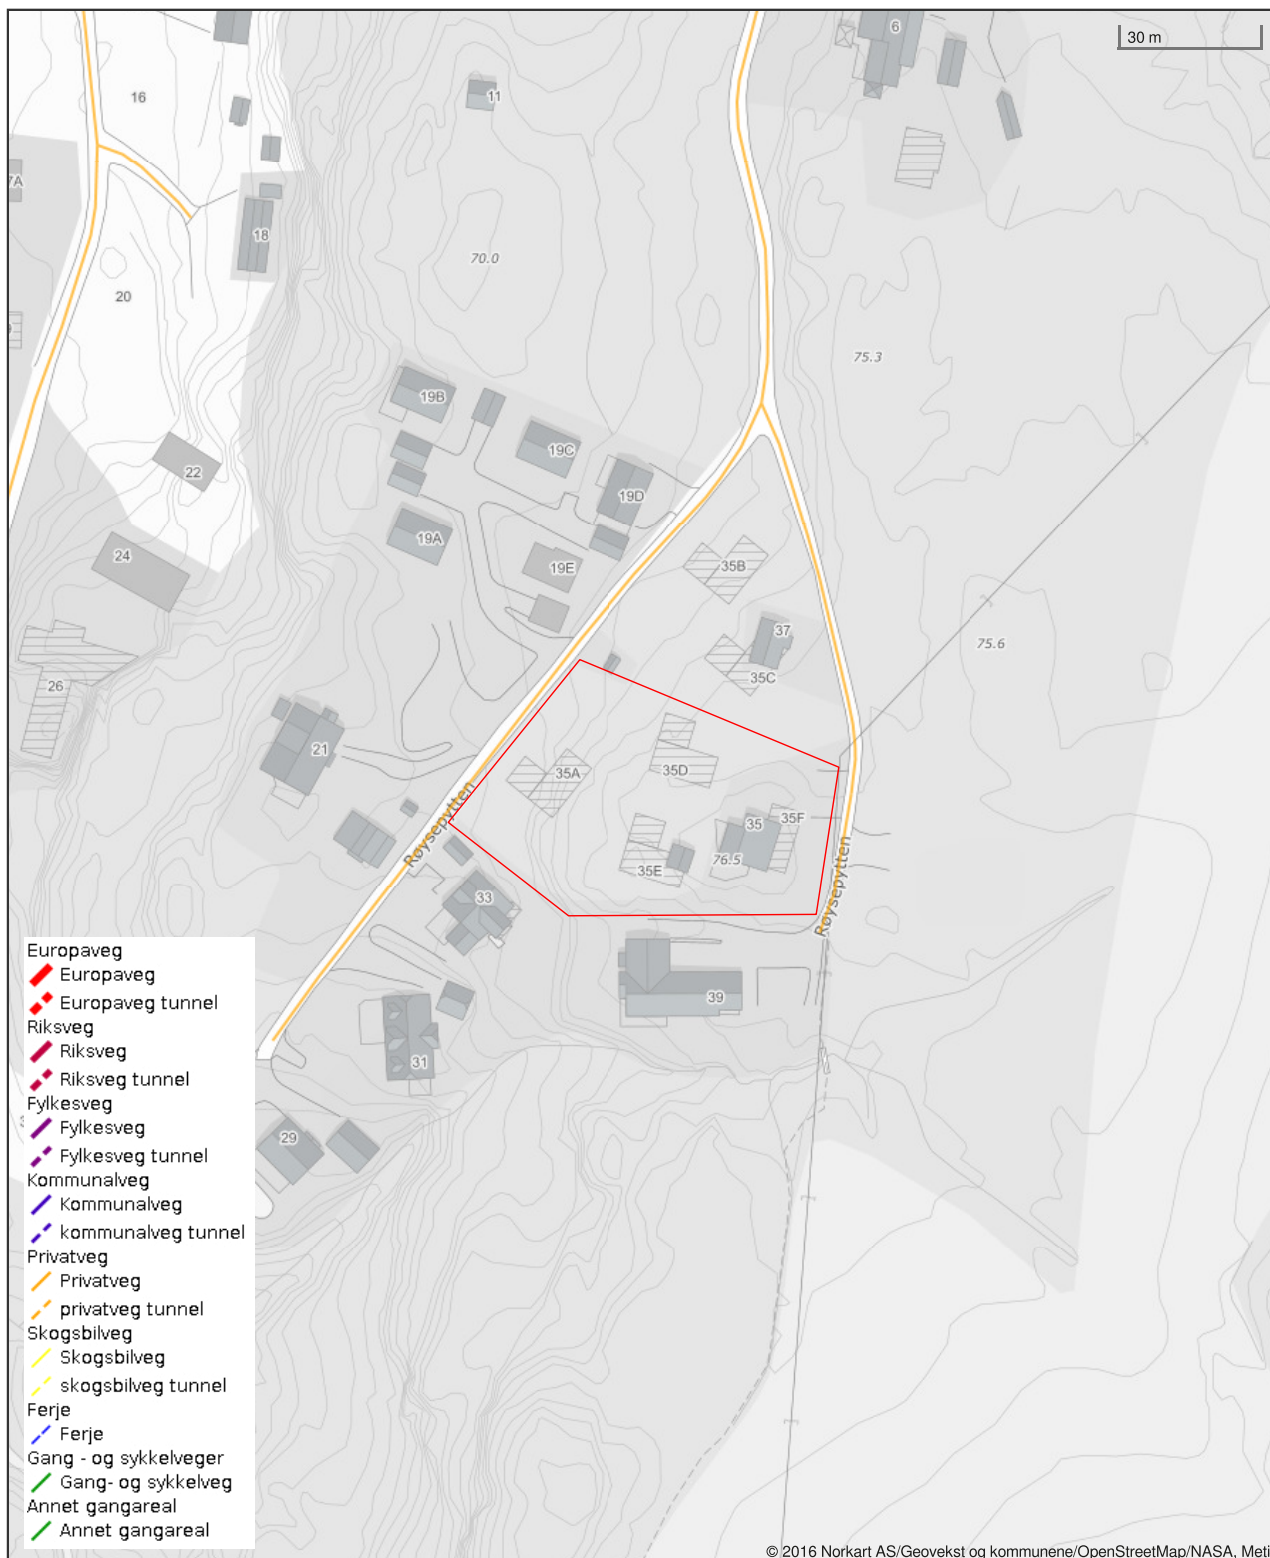 6
30 m
16
11
7A
18
70.0
20
75.3
19B
19C
22
19D
19A
24
19E
35B
37
75.6
35C
26
21
35A
35D
35
35F
Røysepytten
76.5
35E
Røysepytten
33
39
31
29
Europaveg
Europaveg
Europaveg tunnel
Riksveg
Riksveg
Riksveg tunnel
Fylkesveg
Fylkesveg
Fylkesveg tunnel
Kommunalveg
Kommunalveg
kommunalveg tunnel
Privatveg
Privatveg
privatveg tunnel
Skogsbilveg
Skogsbilveg
skogsbilveg tunnel
Ferje
Ferje
Gang - og sykkelveger
Gang- og sykkelveg
Annet gangareal
Annet gangareal
© 2016 Norkart AS/Geovekst og kommunene/OpenStreetMap/NASA, Meti